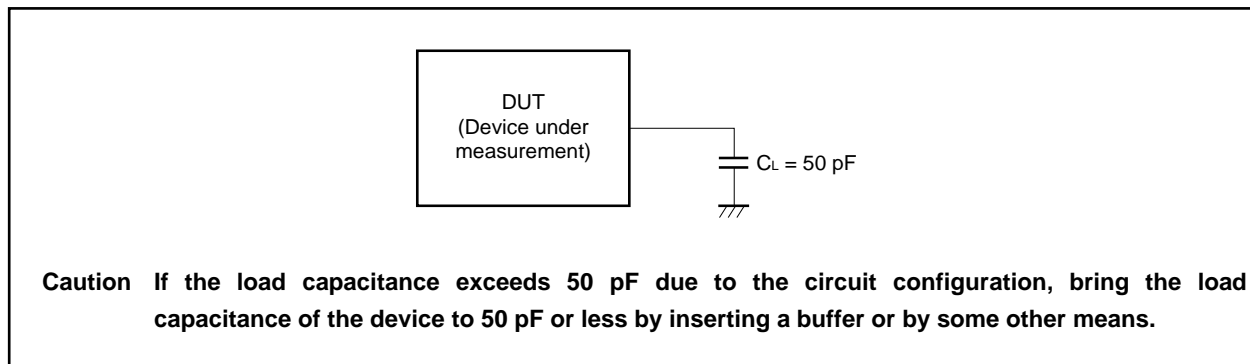 DUT
(Device under
measurement)
CL = 50 pF
Caution If the load capacitance exceeds 50 pF due to the circuit configuration, bring the load
capacitance of the device to 50 pF or less by inserting a buffer or by some other means.